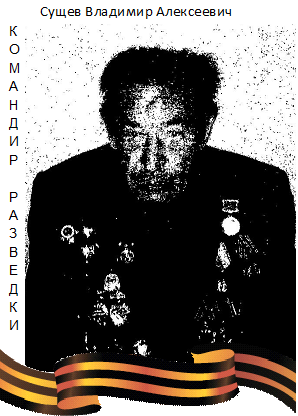 Сущев Владимир Алексеевич
КОМАНДИР РАЗВЕДКИ